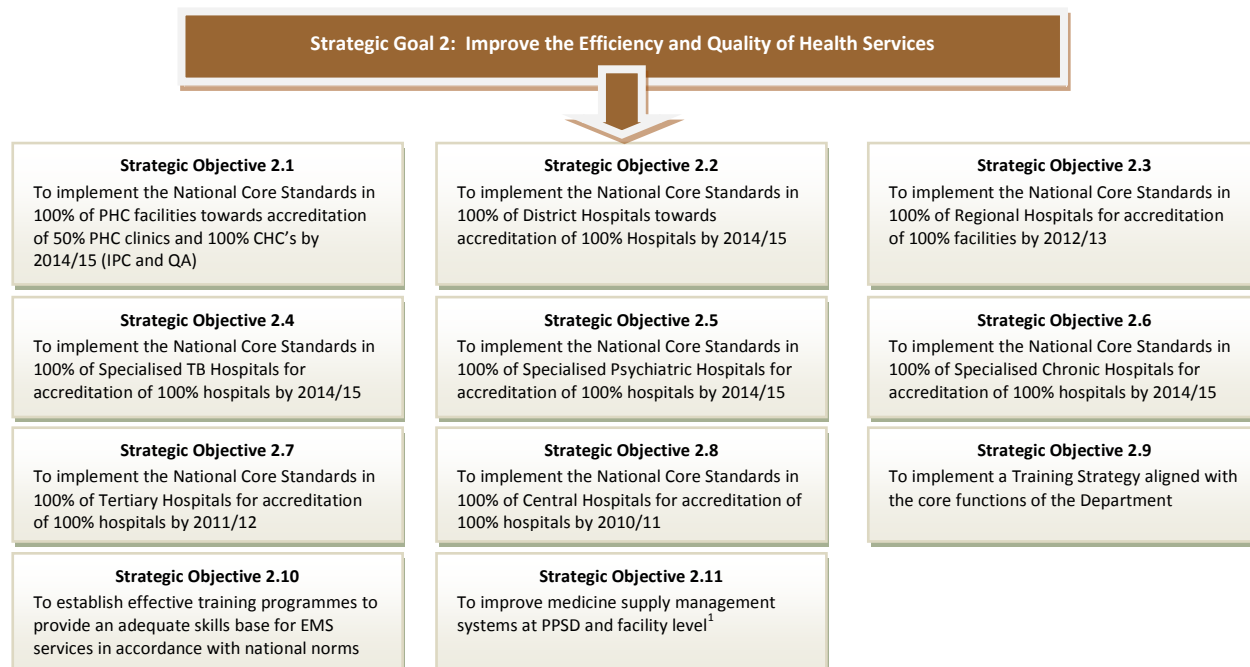 Strategic Goal 2:  Improve the Efficiency and Quality of Health Services
Strategic Objective 2.1
To implement the National Core Standards in
100% of PHC facilities towards accreditation
of 50% PHC clinics and 100% CHC’s by
2014/15 (IPC and QA)
Strategic Objective 2.2
To implement the National Core Standards in
100% of District Hospitals towards
accreditation of 100% Hospitals by 2014/15
Strategic Objective 2.3
To implement the National Core Standards in
100% of Regional Hospitals for accreditation
of 100% facilities by 2012/13
Strategic Objective 2.4
To implement the National Core Standards in
100% of Specialised TB Hospitals for
accreditation of 100% hospitals by 2014/15
Strategic Objective 2.5
To implement the National Core Standards in
100% of Specialised Psychiatric Hospitals for
accreditation of 100% hospitals by 2014/15
Strategic Objective 2.6
To implement the National Core Standards in
100% of Specialised Chronic Hospitals for
accreditation of 100% hospitals by 2014/15
Strategic Objective 2.7
To implement the National Core Standards in
100% of Tertiary Hospitals for accreditation
of 100% hospitals by 2011/12
Strategic Objective 2.8
To implement the National Core Standards in
100% of Central Hospitals for accreditation of
100% hospitals by 2010/11
Strategic Objective 2.9
To implement a Training Strategy aligned with
the core functions of the Department
Strategic Objective 2.10
To establish effective training programmes to
provide an adequate skills base for EMS
services in accordance with national norms
Strategic Objective 2.11
To improve medicine supply management
systems at PPSD and facility level¹